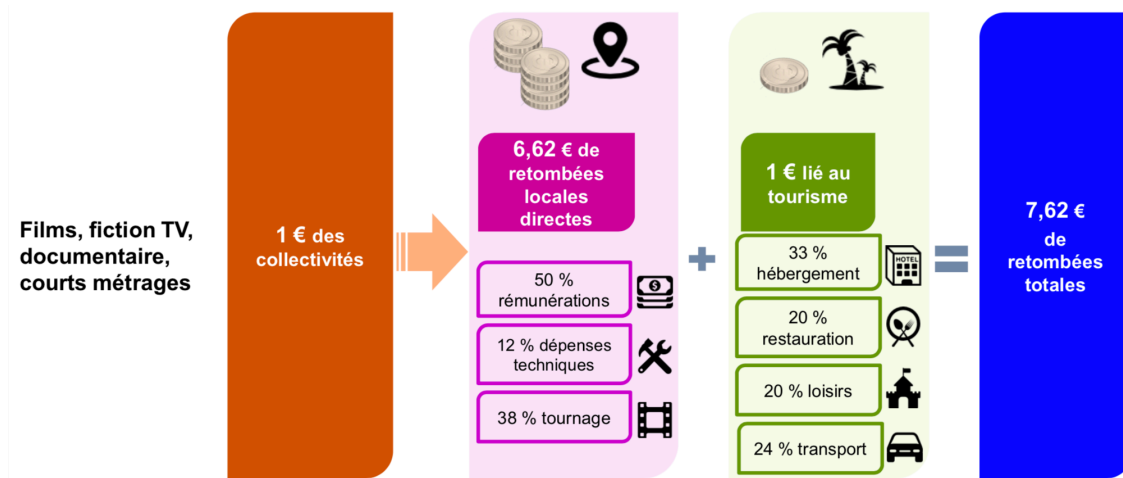 Films, fiction TV,
documentaire,
courts métrages
1 € des
collectivités
6,62 € de
retombées
locales
directes
50 %
rémunérations
12 % dépenses
techniques
38 % tournage
1 € lié au
tourisme
33 %
hébergement
HOTEL
20 %
restauration
20 % loisirs
24 % transport
7,62 €
de
retombées
totales